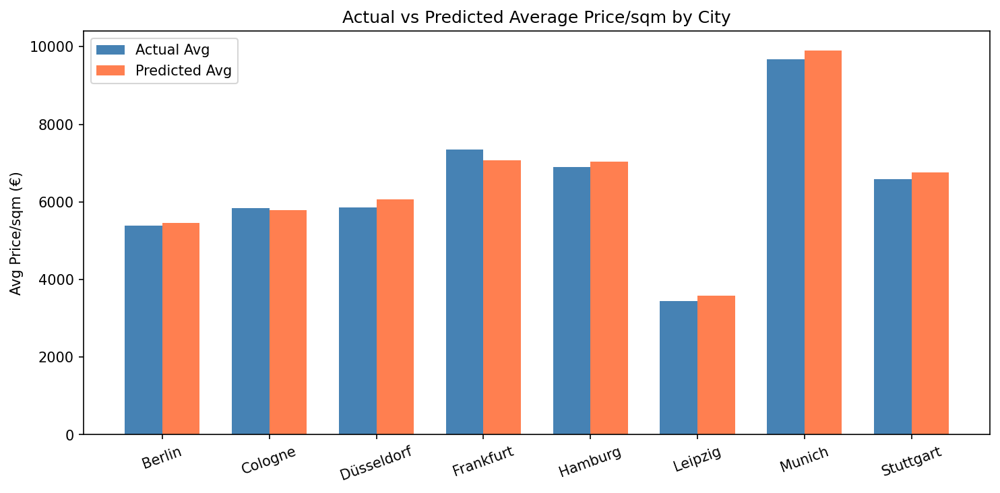 Actual vs Predicted Average Price/sqm by City
Actual Avg
Predicted Avg
Avg Price/sqm (€)
10000
8000
6000
4000
2000
0
Berlin
Cologne
Düsseldorf
Frankfurt
Hamburg
Leipzig
Munich
Stuttgart